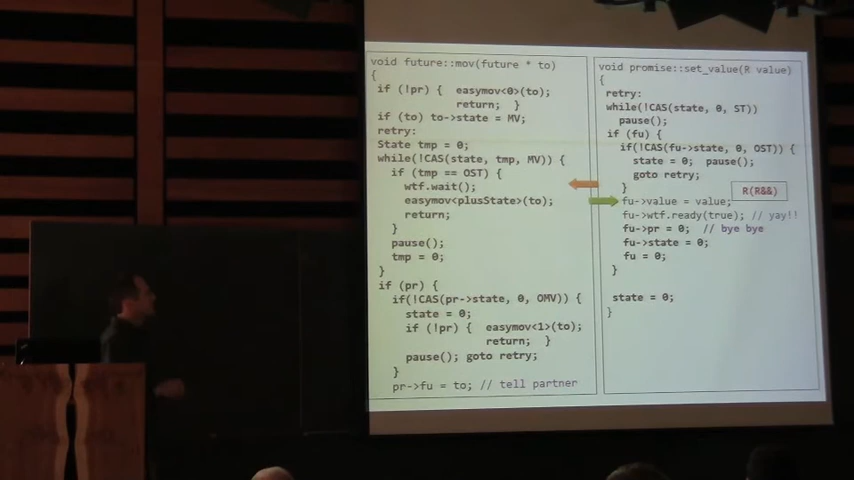 void future::mov(future * to)
{
if (!pr) { easymov<0>(to);
return; }
if (to) to->state = MV;
retry:
State tmp = 0;
while(!CAS(state, tmp, MV)) {
if (tmp == OST) {
wtf.wait();
easymov<plusState>(to);
return;
}
pause();
tmp = 0;
}
if (pr) {
if(!CAS(pr->state, 0, OMV)) {
state = 0;
if (!pr) { easymov<1>(to);
return; }
pause(); goto retry;
}
pr->fu = to; // tell partner
void promise::set_value(R value)
{
retry:
while(!CAS(state, 0, ST))
pause();
if (fu) {
if(!CAS(fu->state, 0, OST)) {
state = 0; pause();
goto retry;
}
R(R&&)
fu->value = value;
fu->wtf.ready(true); // yay!!
fu->pr = 0; // bye bye
fu->state = 0;
fu = 0;
}
state = 0;
}